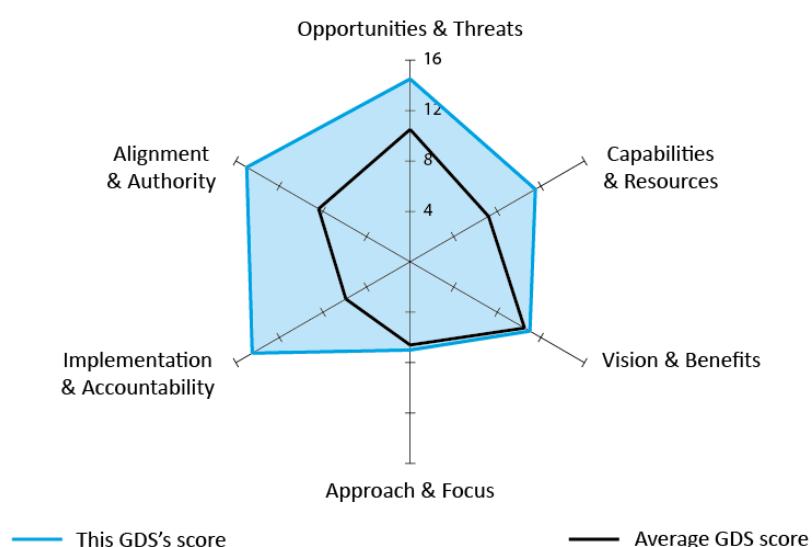 Opportunities & Threats
16
12
8
4
Alignment
& Authority
Capabilities
& Resources
Implementation
& Accountability
Vision & Benefits
Approach & Focus
This GDS's score
Average GDS score